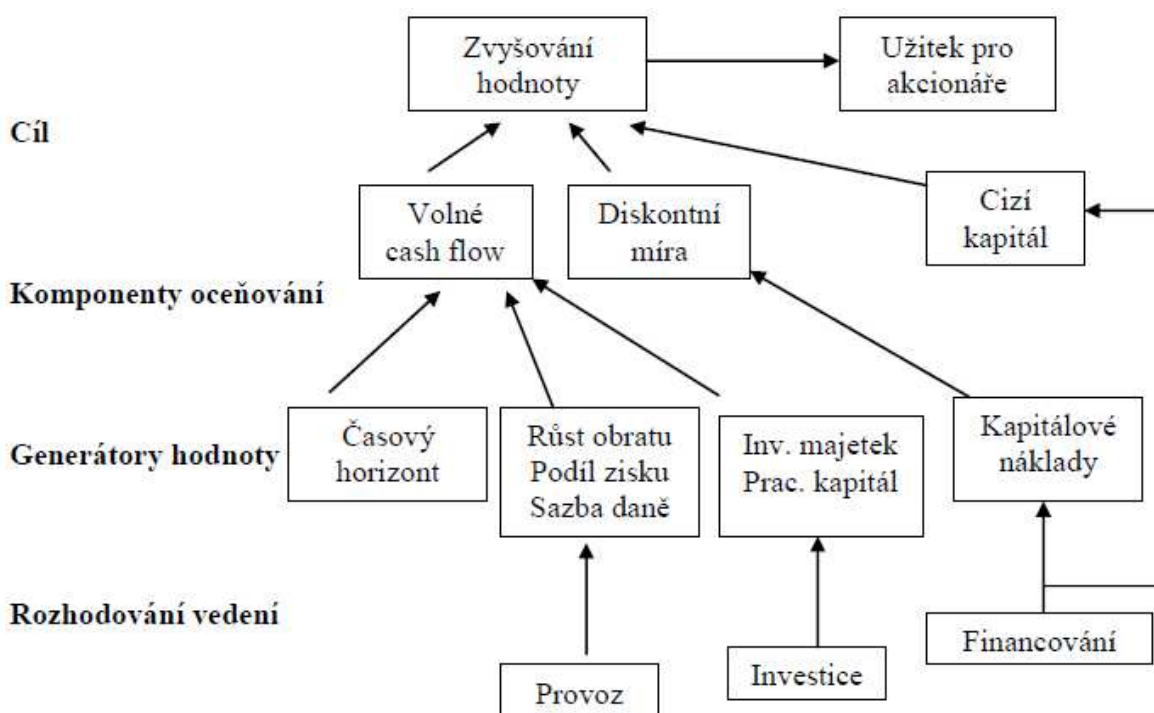 Zvyšování
hodnoty
Užitek pro
akcionáře
Cíl
Volné
cash flow
Diskontní
míra
Cizí
kapitál
Komponenty oceňování
Generátory hodnoty
Časový
horizont
Růst obratu
Podíl zisku
Sazba daně
Inv. majetek
Prac. kapitál
Kapitálové
náklady
Rozhodování vedení
Provoz
Investice
Financování